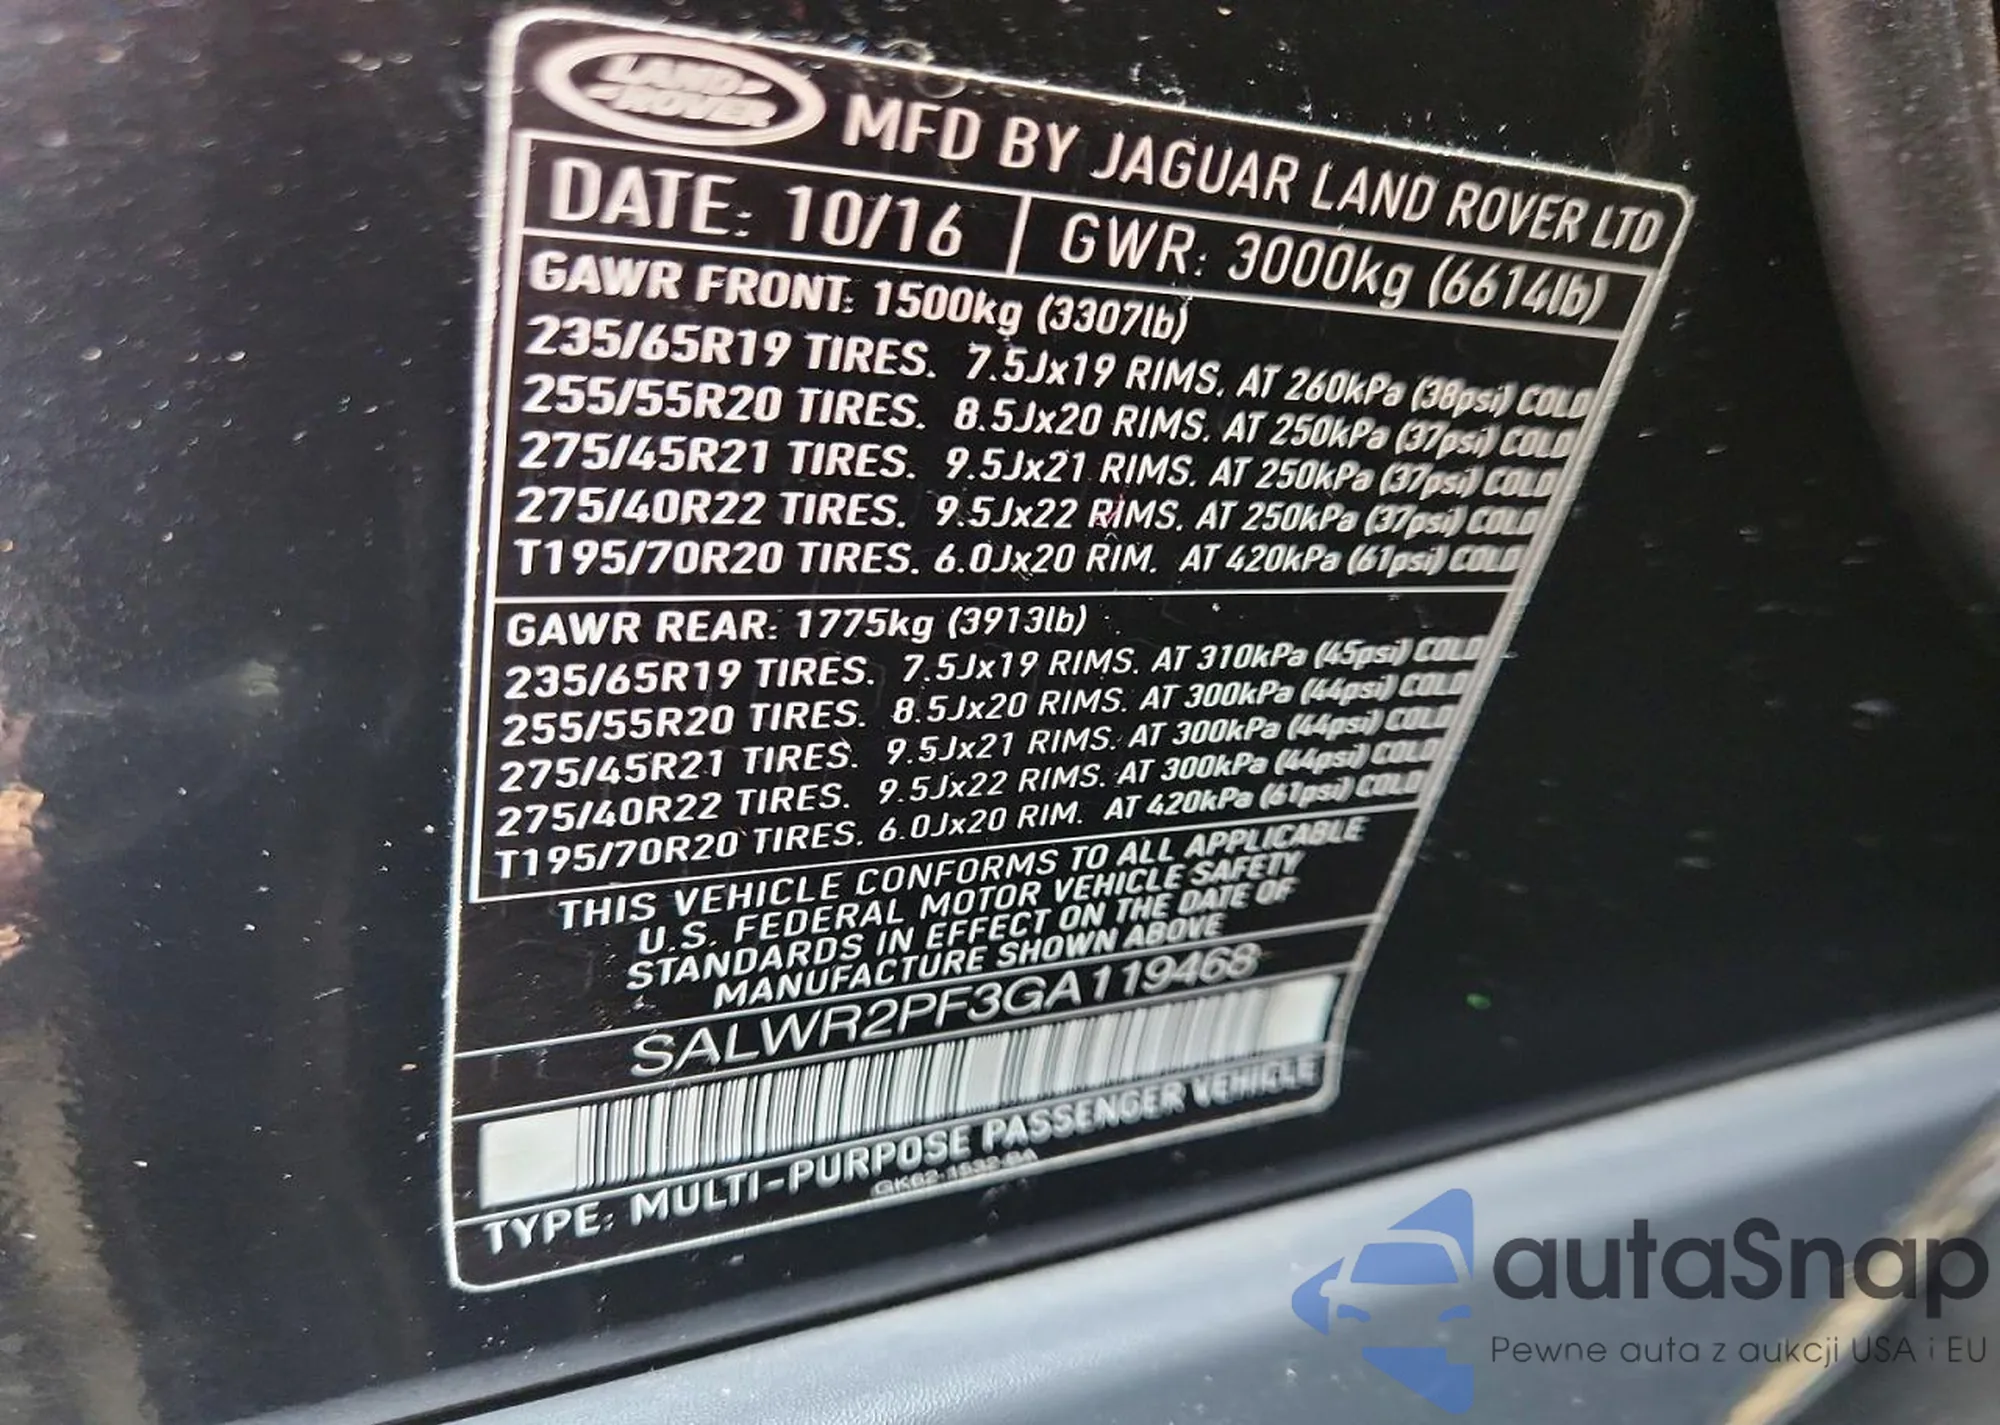 LAND ROVER
MFD BY JAGUAR LAND ROVER LTD
DATE: 10/16 GWR: 3000kg (6614lb)
GAWR FRONT: 1500kg (3307lb)
235/65R19 TIRES. 7.5Jx19 RIMS. AT 260kPa (38psi) COLD
255/55R20 TIRES. 8.5Jx20 RIMS. AT 250kPa (37psi) COLD
275/45R21 TIRES. 9.5Jx21 RIMS. AT 250kPa (37psi) COLD
275/40R22 TIRES. 9.5Jx22 RIMS. AT 250kPa (37psi) COLD
T195/70R20 TIRES. 6.0Jx20 RIM. AT 420kPa (61psi) COLD
GAWR REAR: 1775kg (3913lb)
235/65R19 TIRES. 7.5Jx19 RIMS. AT 310kPa (45psi) COLD
255/55R20 TIRES. 8.5Jx20 RIMS. AT 300kPa (44psi) COLD
275/45R21 TIRES. 9.5Jx21 RIMS. AT 300kPa (44psi) COLD
275/40R22 TIRES. 9.5Jx22 RIMS. AT 300kPa (44psi) COLD
T195/70R20 TIRES. 6.0Jx20 RIM. AT 420kPa (61psi) COLD
THIS VEHICLE CONFORMS TO ALL APPLICABLE
U.S. FEDERAL MOTOR VEHICLE SAFETY
STANDARDS IN EFFECT ON THE DATE OF
MANUFACTURE SHOWN ABOVE
SALWR2PF3GA119468
TYPE: MULTI-PURPOSE PASSENGER VEHICLE
autaSnap
Pewne auta z aukcji USA i EU